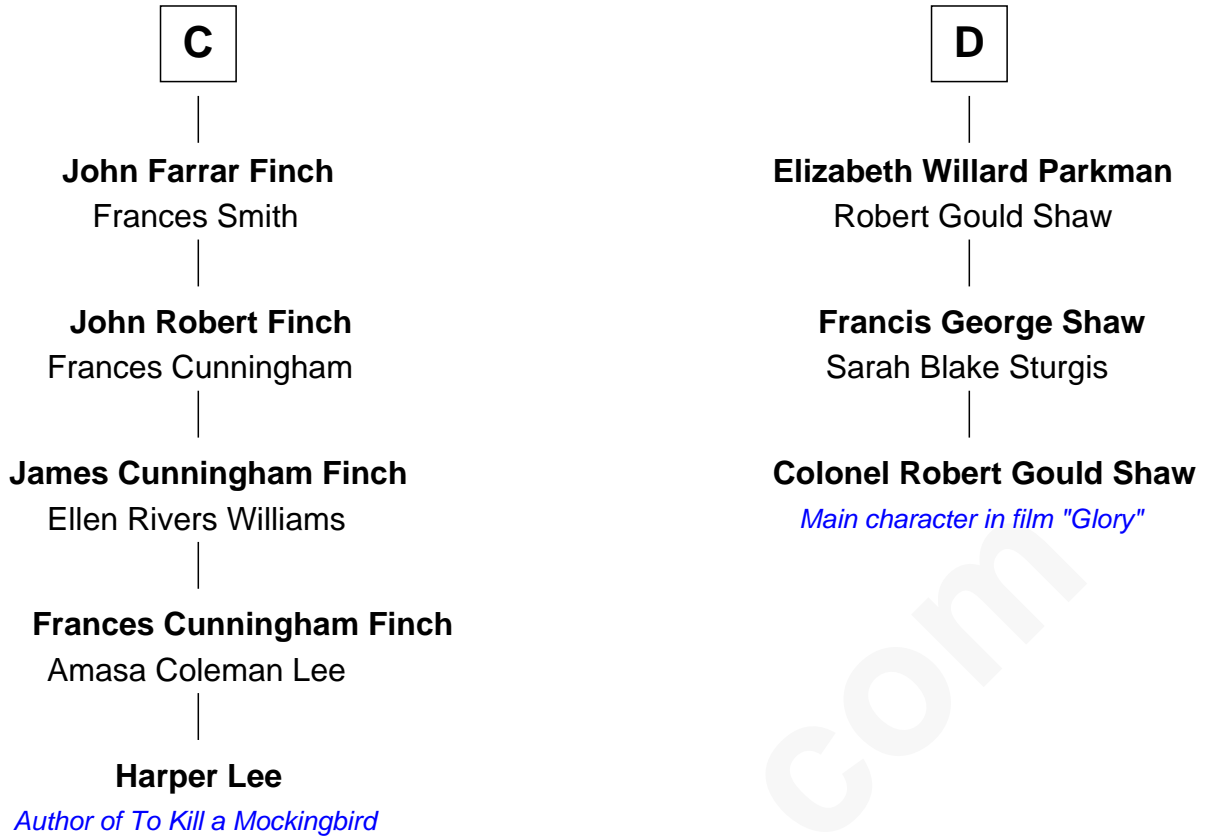 C
John Farrar Finch
Frances Smith
John Robert Finch
Frances Cunningham
James Cunningham Finch
Ellen Rivers Williams
Frances Cunningham Finch
Amasa Coleman Lee
Harper Lee
Author of To Kill a Mockingbird
D
Elizabeth Willard Parkman
Robert Gould Shaw
Francis George Shaw
Sarah Blake Sturgis
Colonel Robert Gould Shaw
Main character in film "Glory"
com